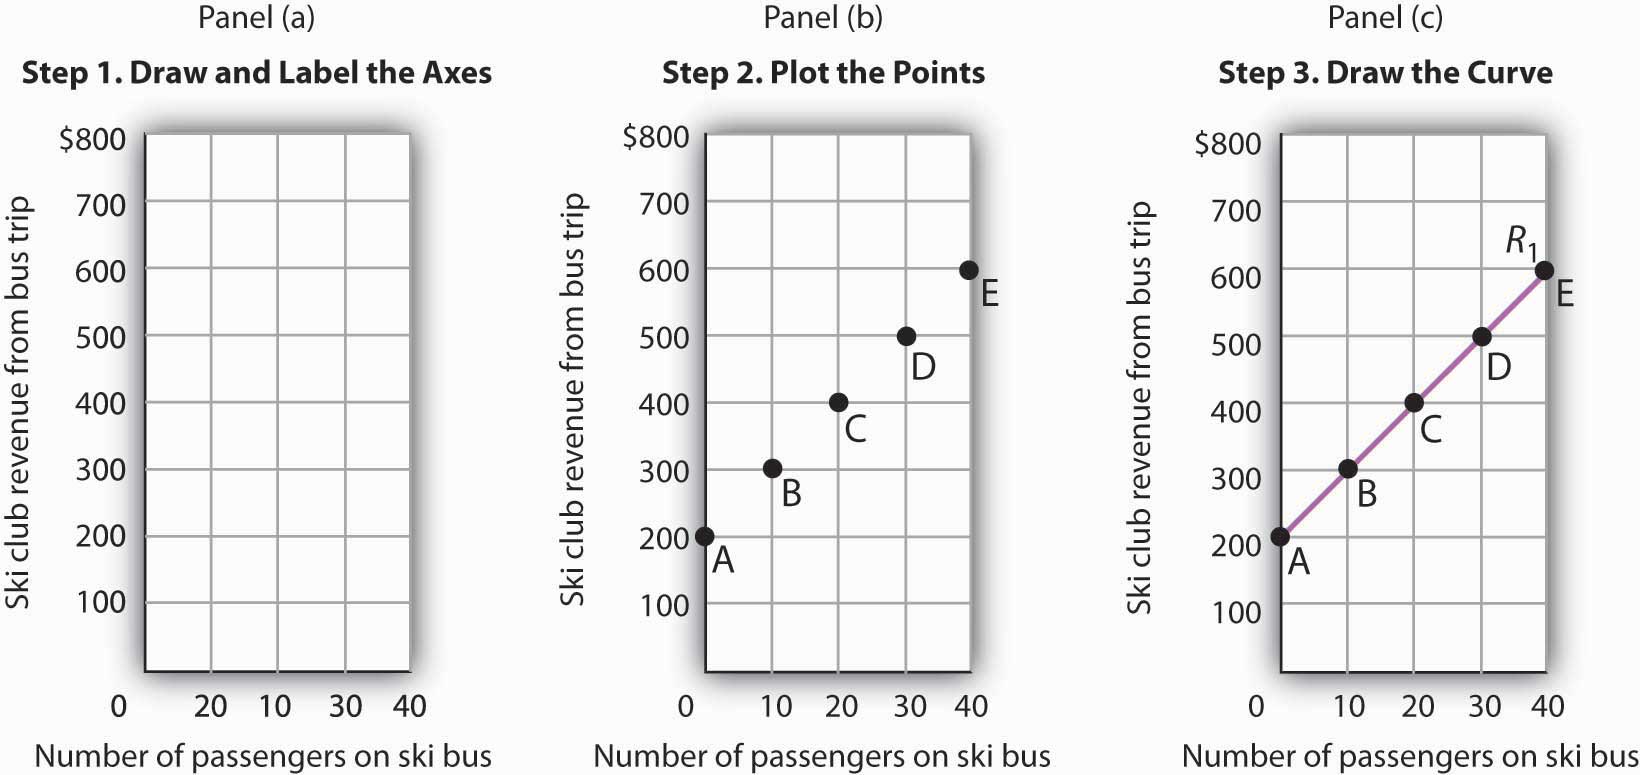 Panel (a)
Step 1. Draw and Label the Axes
$800
700
600
500
400
300
200
100
0 20 10 30 40
Ski club revenue from bus trip
Number of passengers on ski bus
Panel (b)
Step 2. Plot the Points
$800
700
600
500
400
300
200
100
0 10 20 30 40
E
D
C
B
A
Ski club revenue from bus trip
Number of passengers on ski bus
Panel (c)
Step 3. Draw the Curve
$800
700
600
500
400
300
200
100
0 10 20 30 40
R1
E
D
C
B
A
Ski club revenue from bus trip
Number of passengers on ski bus